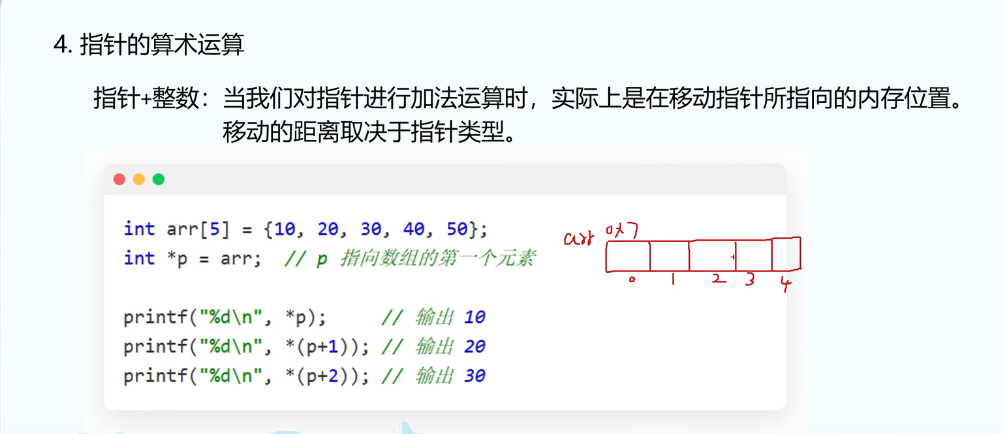 4. 指针的算术运算
指针+整数：当我们对指针进行加法运算时，实际上是在移动指针所指向的内存位置。
移动的距离取决于指针类型。
int arr[5] = {10, 20, 30, 40, 50};
int *p = arr;  // p 指向数组的第一个元素
arr 0x7
0 1 2 3 4
printf("%d\n", *p);     // 输出 10
printf("%d\n", *(p+1)); // 输出 20
printf("%d\n", *(p+2)); // 输出 30